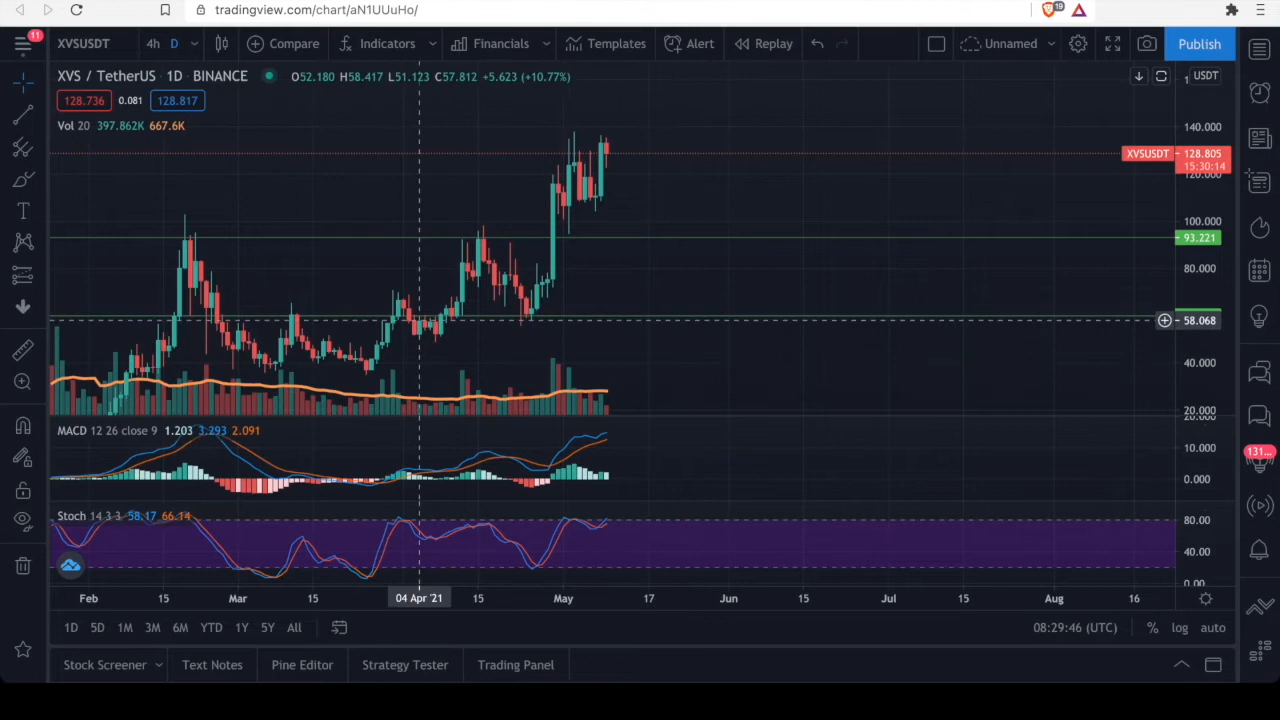 tradingview.com/chart/aN1UUuHo/
19
11
XVSUSDT 4h D Compare Indicators Financials Templates Alert Replay Unnamed Publish
XVS / TetherUS · 1D · BINANCE O52.180 H58.417 L51.123 C57.812 +5.623 (+10.77%)
USDT
128.736 0.081 128.817
Vol 20 397.862K 667.6K
140.000
XVSUSDT 128.805
15:30:14
120.000
100.000
93.221
80.000
58.068
40.000
20.000
20.000
MACD 12 26 close 9 1.203 3.293 2.091
10.000
131...
0.000
Stoch 14 3 3 58.17 66.14
80.00
40.00
0.00
Feb 15 Mar 15 04 Apr '21 15 May 17 Jun 15 Jul 15 Aug 16
1D 5D 1M 3M 6M YTD 1Y 5Y All 08:29:46 (UTC) % log auto
Stock Screener Text Notes Pine Editor Strategy Tester Trading Panel